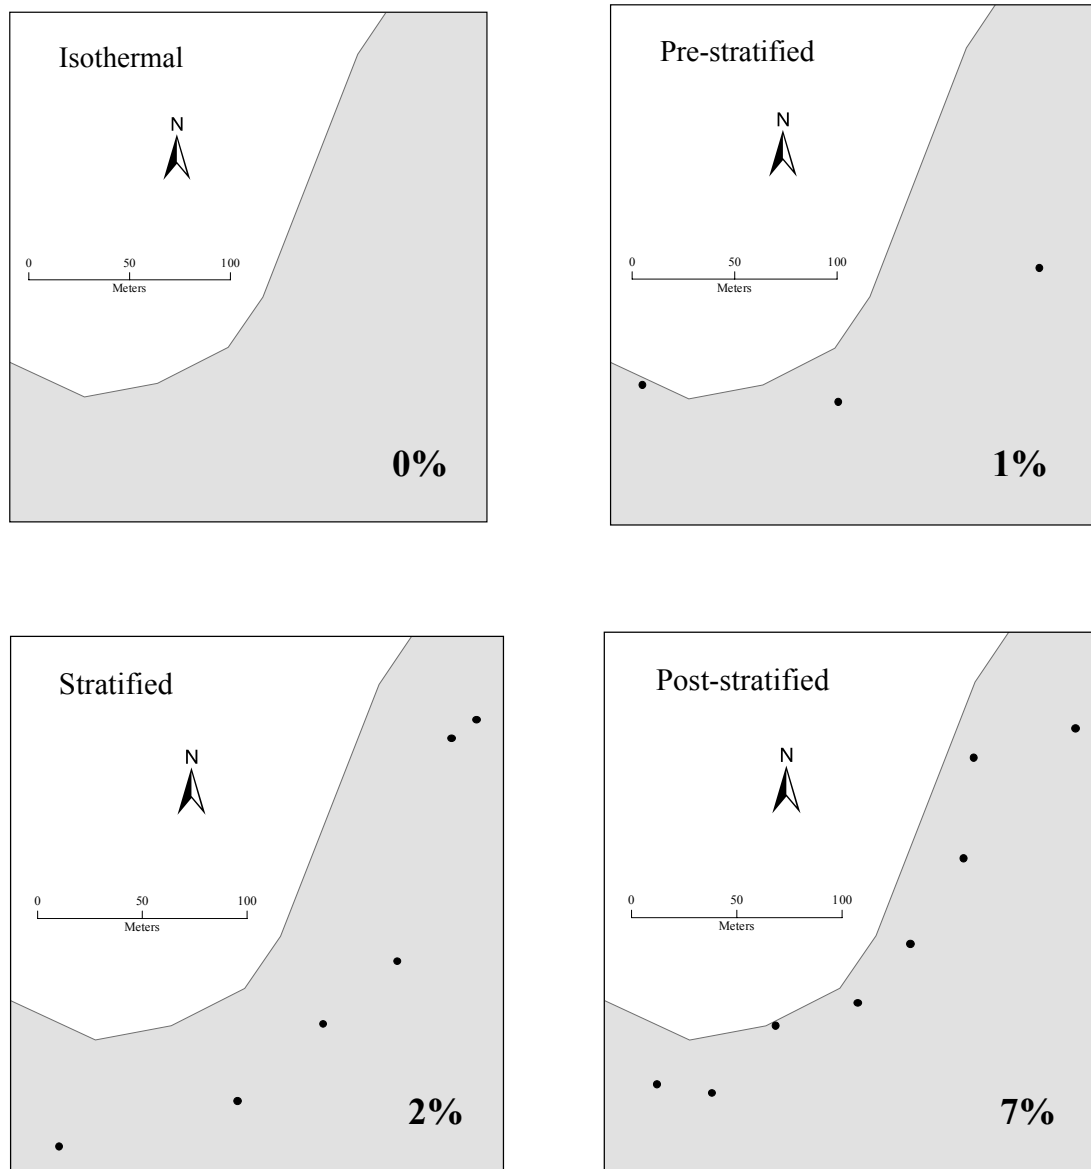 Isothermal
N
0 50 100
Meters
0%
Pre-stratified
N
0 50 100
Meters
1%
Stratified
N
0 50 100
Meters
2%
Post-stratified
N
0 50 100
Meters
7%